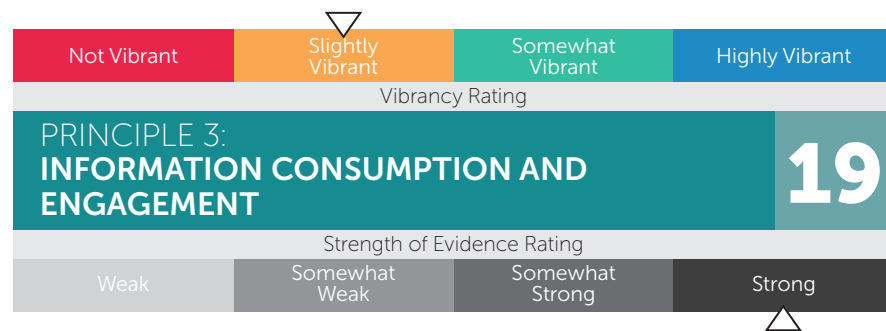 Not Vibrant
Slightly
Vibrant
Somewhat
Vibrant
Highly Vibrant
Vibrancy Rating
PRINCIPLE 3:
INFORMATION CONSUMPTION AND
ENGAGEMENT
19
Strength of Evidence Rating
Weak
Somewhat
Weak
Somewhat
Strong
Strong